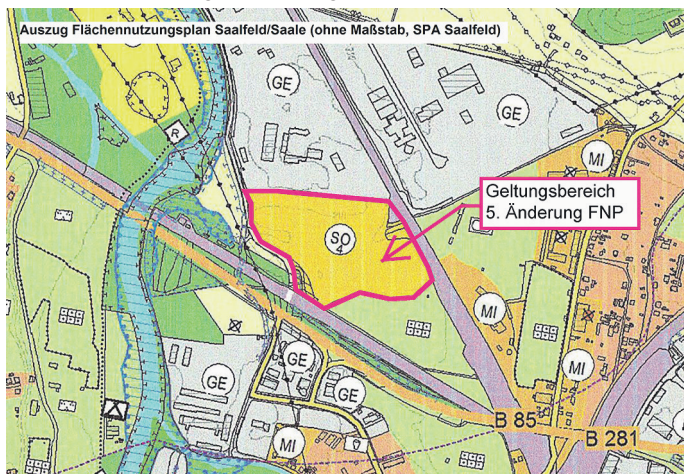 Auszug Flächennutzungsplan Saalfeld/Saale (ohne Maßstab, SPA Saalfeld)
GE
GE
R
MI
Geltungsbereich
5. Änderung FNP
SO
4
MI
GE
GE
GE
MI
MI
MI
B 85
B 281